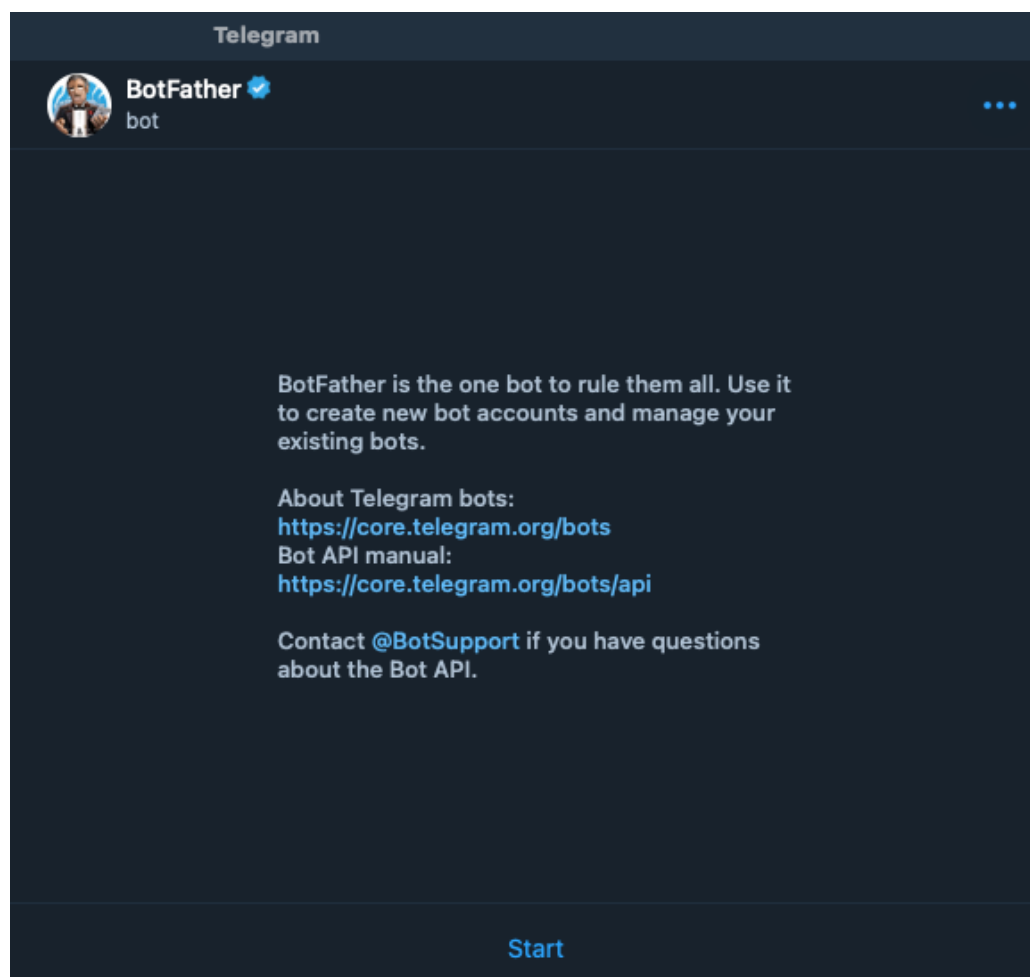 Telegram
BotFather
bot
BotFather is the one bot to rule them all. Use it
to create new bot accounts and manage your
existing bots.
About Telegram bots:
https://core.telegram.org/bots
Bot API manual:
https://core.telegram.org/bots/api
Contact @BotSupport if you have questions
about the Bot API.
Start